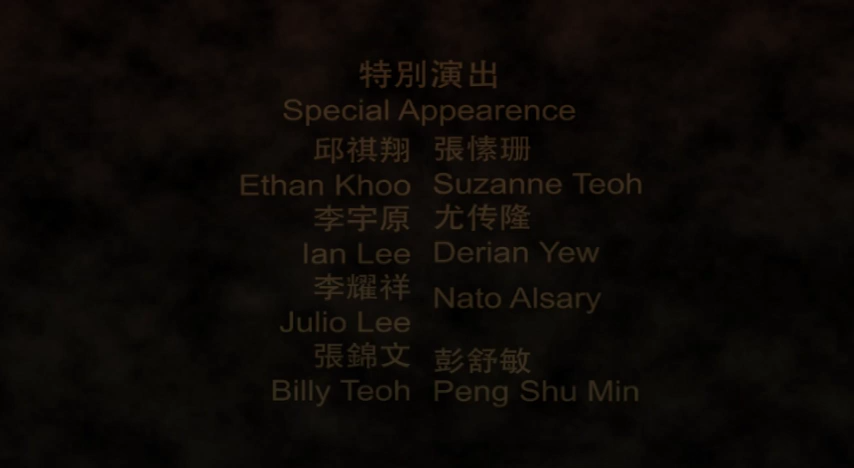 特別演出
Special Appearence
邱祺翔 張愫珊
Ethan Khoo Suzanne Teoh
李宇原 尤传隆
Ian Lee Derian Yew
李耀祥
Nato Alsary
Julio Lee
張錦文 彭舒敏
Billy Teoh Peng Shu Min